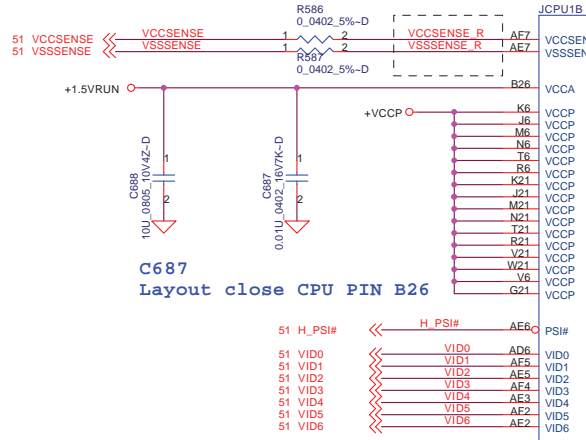 JCPU1B
R586
0_0402_5%~D
51 VCCSENSE VCCSENSE 1 2 VCCSENSE_R AF7 VCCSEN
51 VSSSENSE VSSSENSE 1 2 VSSSENSE_R AE7 VSSSEN
R587
0_0402_5%~D
+1.5VRUN B26 VCCA
+VCCP K6 VCCP
J6 VCCP
M6 VCCP
N6 VCCP
T6 VCCP
R6 VCCP
K21 VCCP
J21 VCCP
M21 VCCP
N21 VCCP
T21 VCCP
R21 VCCP
V21 VCCP
W21 VCCP
V6 VCCP
G21 VCCP
1 2 C688
10U_0805_10V4Z~D
1 2 C687
0.01U_0402_16V7K~D
C687
Layout close CPU PIN B26
51 H_PSI# H_PSI# AE6 PSI#
51 VID0 VID0 AD6 VID0
51 VID1 VID1 AF5 VID1
51 VID2 VID2 AE5 VID2
51 VID3 VID3 AF4 VID3
51 VID4 VID4 AE3 VID4
51 VID5 VID5 AF2 VID5
51 VID6 VID6 AE2 VID6